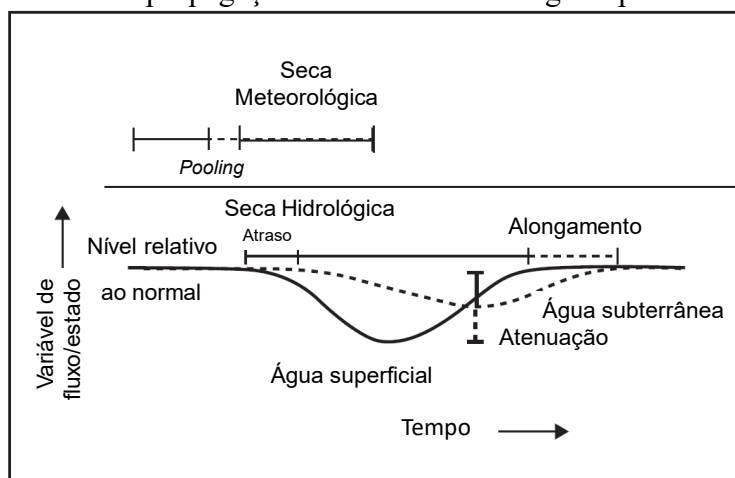 Seca
Meteorológica
Pooling
Seca Hidrológica
Atraso
Alongamento
Nível relativo
ao normal
Variável de
fluxo/estado
Água subterrânea
Atenuação
Água superficial
Tempo